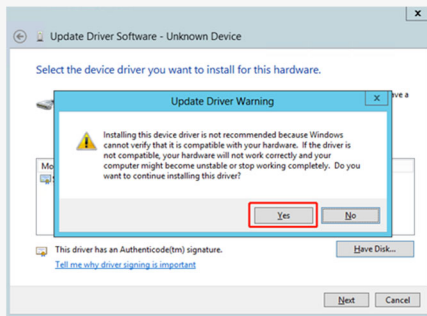 x
Update Driver Software - Unknown Device
Select the device driver you want to install for this hardware.
Update Driver Warning
x
ve a
Installing this device driver is not recommended because Windows
cannot verify that it is compatible with your hardware. If the driver is
not compatible, your hardware will not work correctly and your
computer might become unstable or stop working completely. Do you
want to continue installing this driver?
Mo
Yes
No
This driver has an Authenticode(tm) signature.
Have Disk...
Tell me why driver signing is important
Next
Cancel